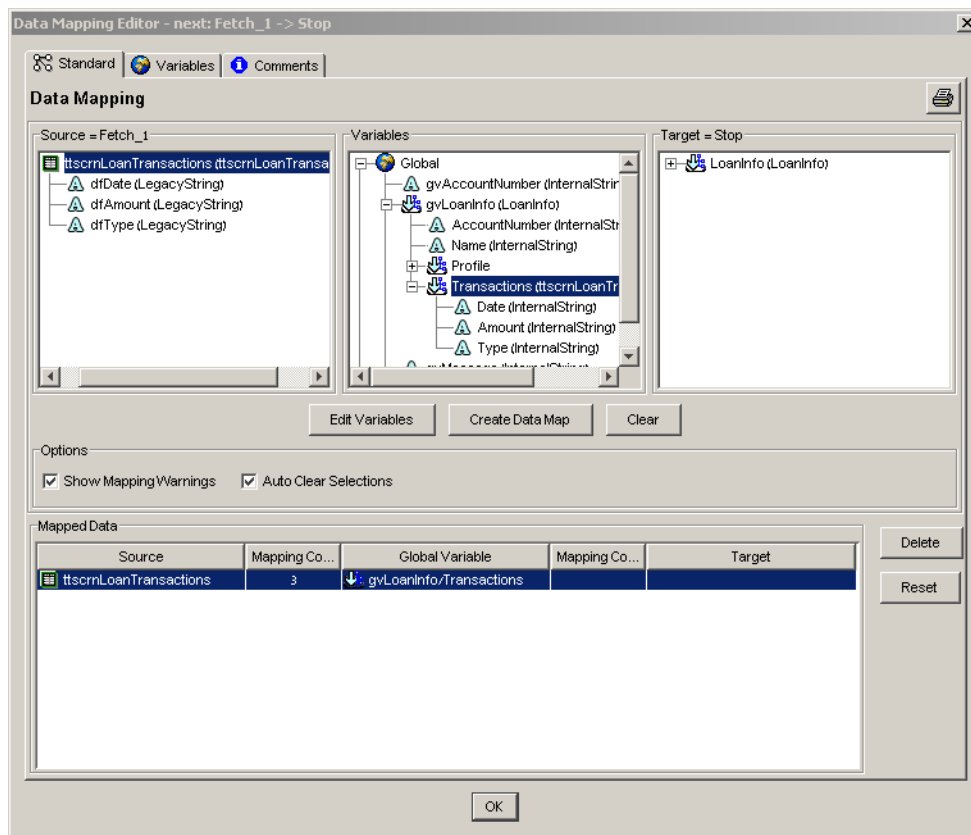 Data Mapping Editor - next: Fetch_1 -> Stop
Standard
Variables
Comments
Data Mapping
Source = Fetch_1
ttscrnLoanTransactions (ttscrnLoanTransa
dfDate (LegacyString)
dfAmount (LegacyString)
dfType (LegacyString)
Variables
Global
gvAccountNumber (InternalStrin
gvLoanInfo (LoanInfo)
AccountNumber (InternalStr
Name (InternalString)
Profile
Transactions (ttscrnLoanTr
Date (InternalString)
Amount (InternalString)
Type (InternalString)
Target = Stop
LoanInfo (LoanInfo)
Edit Variables
Create Data Map
Clear
Options
Show Mapping Warnings
Auto Clear Selections
Mapped Data
Source Mapping Co... Global Variable Mapping Co... Target
ttscrnLoanTransactions 3 gvLoanInfo/Transactions
Delete
Reset
OK